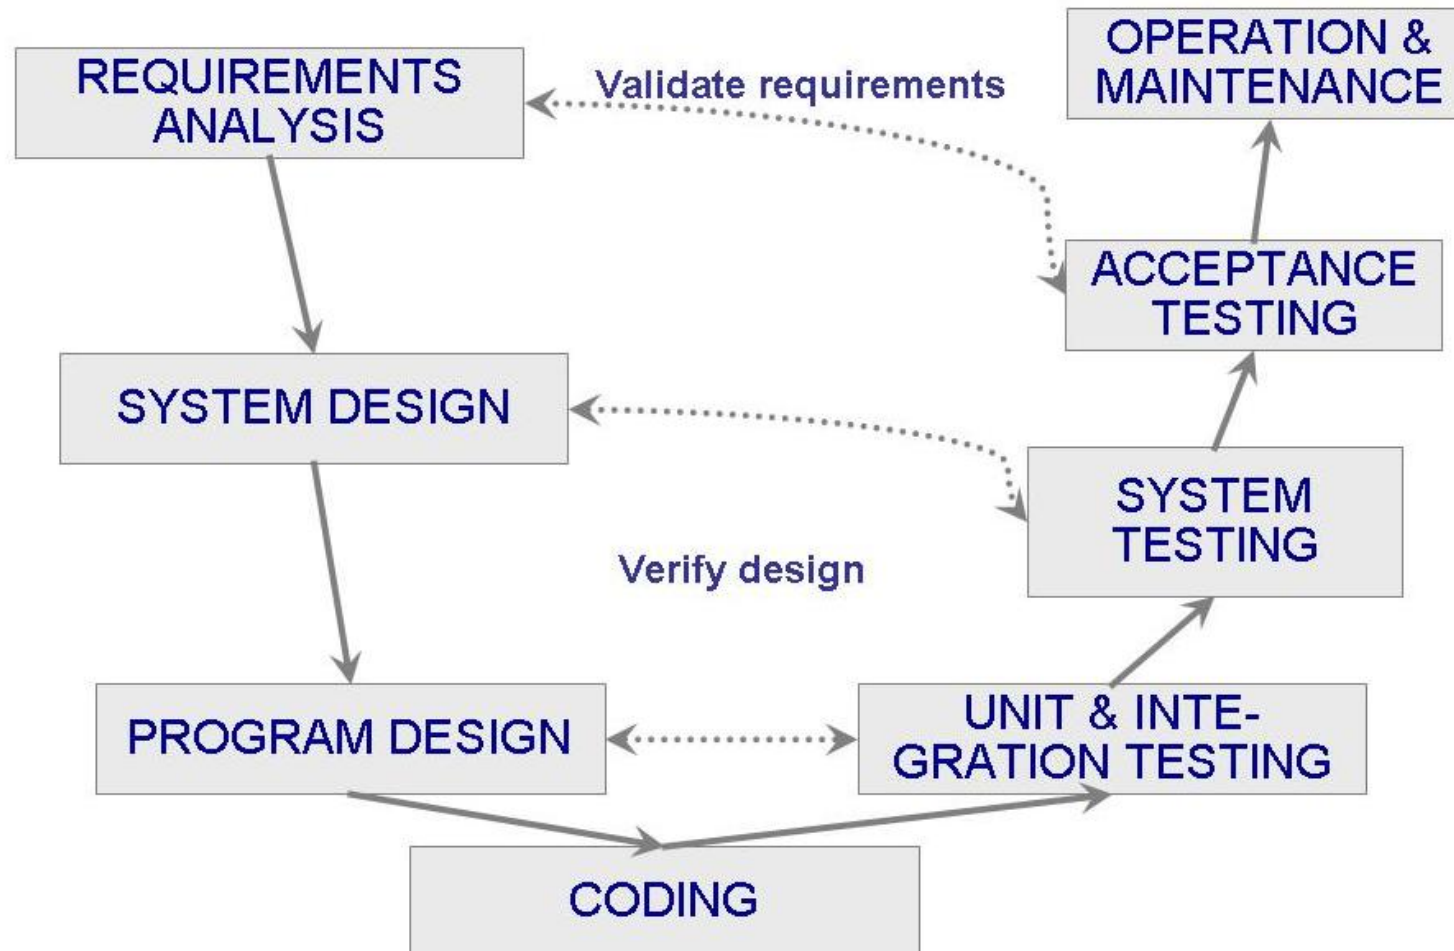 REQUIREMENTS
ANALYSIS
Validate requirements
OPERATION &
MAINTENANCE
ACCEPTANCE
TESTING
SYSTEM DESIGN
SYSTEM
TESTING
Verify design
PROGRAM DESIGN
UNIT & INTE-
GRATION TESTING
CODING